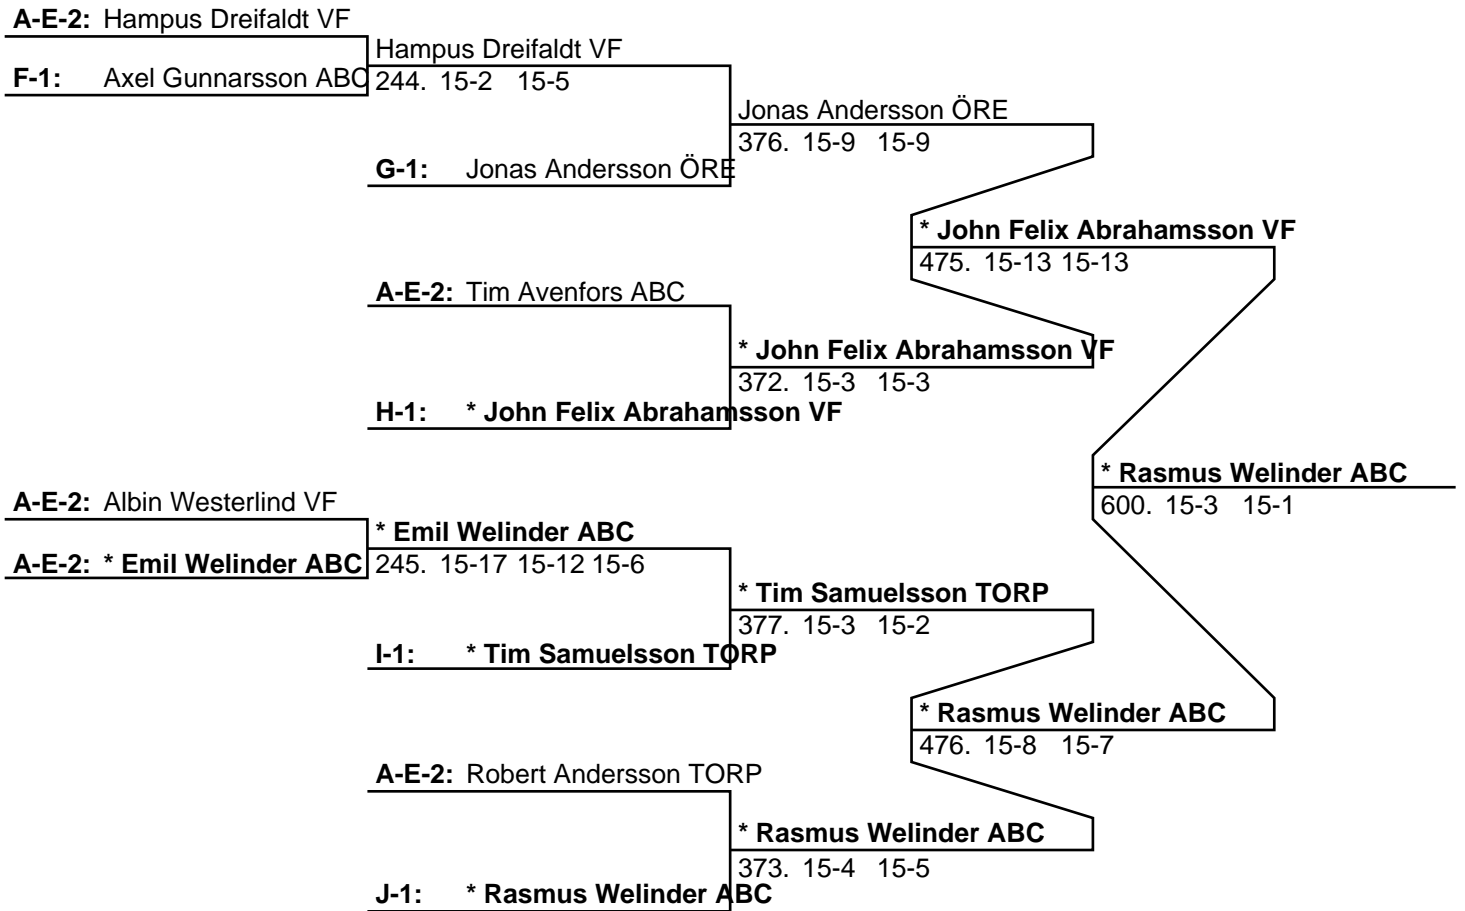 A-E-2: Hampus Dreifaldt VF
Hampus Dreifaldt VF
F-1: Axel Gunnarsson ABC
244. 15-2 15-5
Jonas Andersson ÖRE
376. 15-9 15-9
G-1: Jonas Andersson ÖRE
* John Felix Abrahamsson VF
475. 15-13 15-13
A-E-2: Tim Avenfors ABC
* John Felix Abrahamsson VF
372. 15-3 15-3
H-1: * John Felix Abrahamsson VF
* Rasmus Welinder ABC
600. 15-3 15-1
A-E-2: Albin Westerlind VF
* Emil Welinder ABC
A-E-2: * Emil Welinder ABC
245. 15-17 15-12 15-6
* Tim Samuelsson TORP
377. 15-3 15-2
I-1: * Tim Samuelsson TORP
* Rasmus Welinder ABC
476. 15-8 15-7
A-E-2: Robert Andersson TORP
* Rasmus Welinder ABC
373. 15-4 15-5
J-1: * Rasmus Welinder ABC